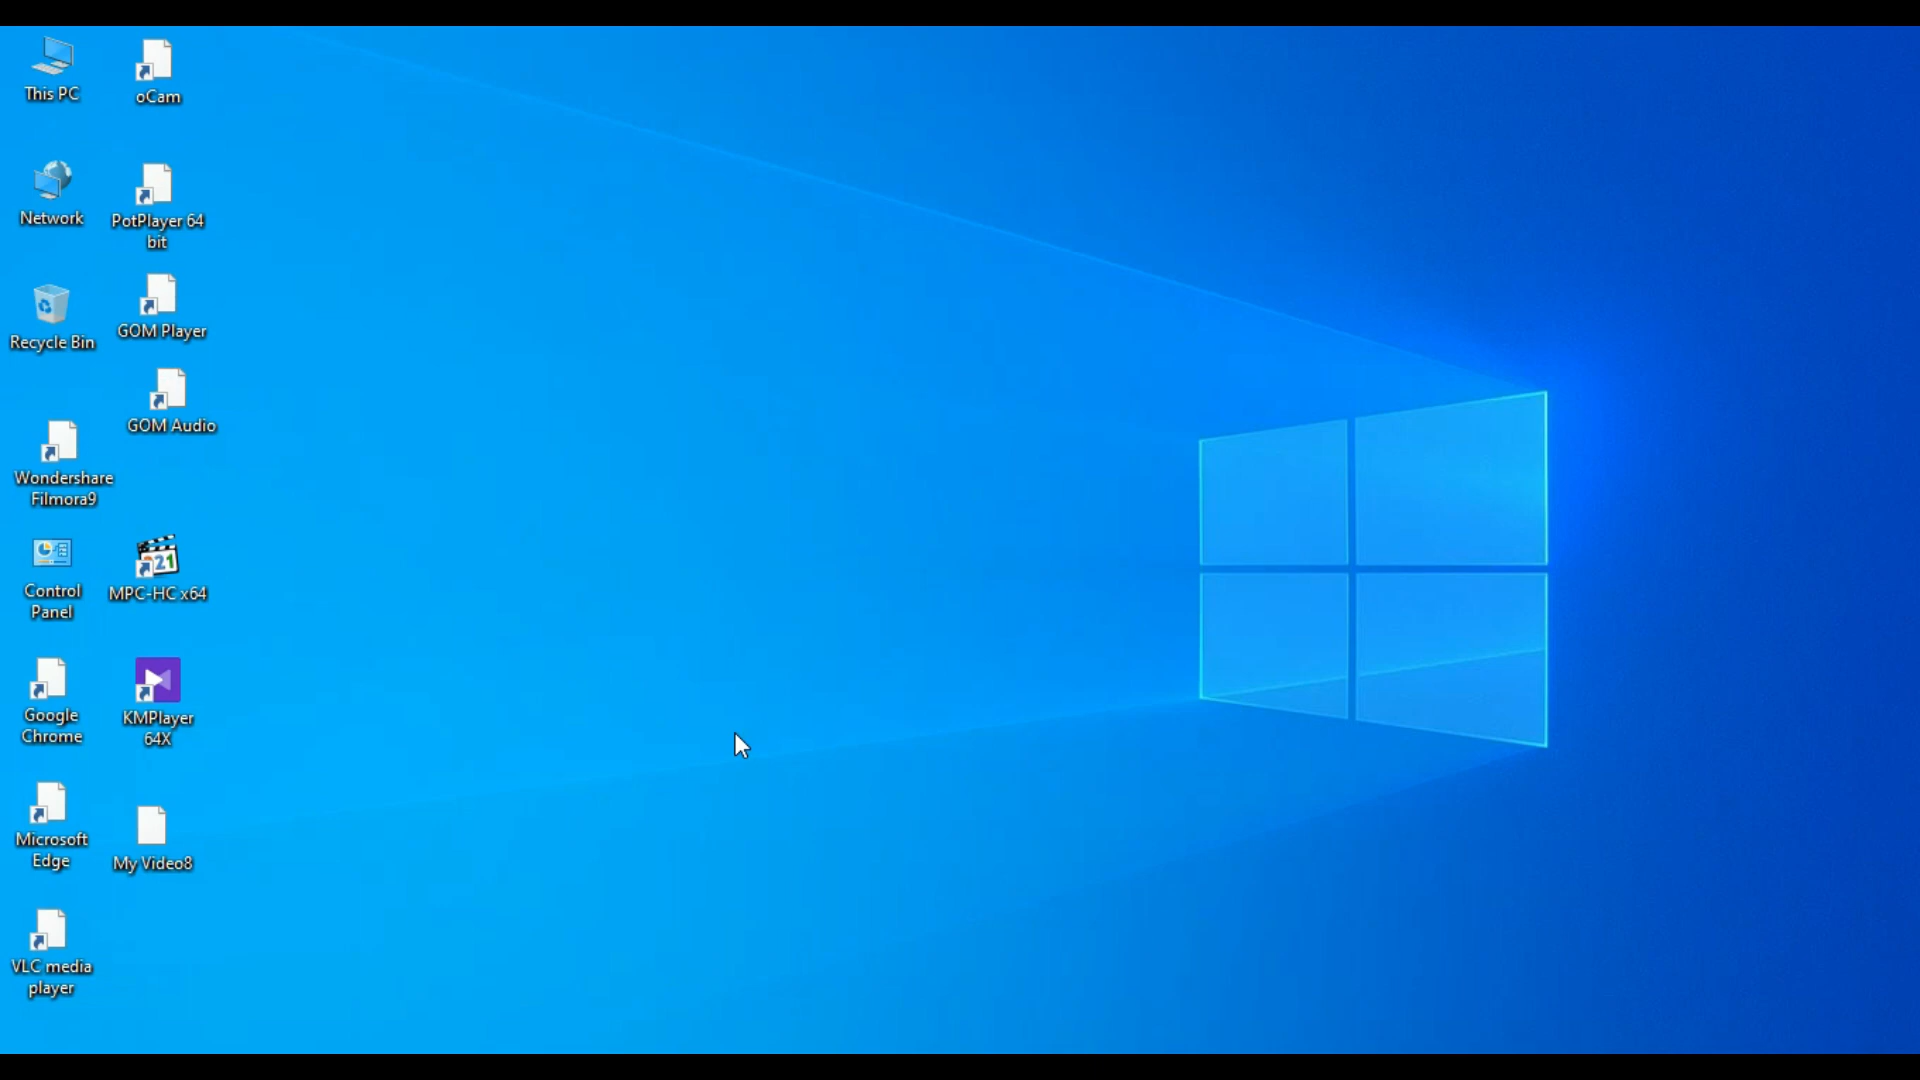 This PC
oCam
Network
PotPlayer 64
bit
Recycle Bin
GOM Player
GOM Audio
Wondershare
Filmora9
Control
Panel
321
MPC-HC x64
Google
Chrome
KMPlayer
64X
Microsoft
Edge
My Video8
VLC media
player